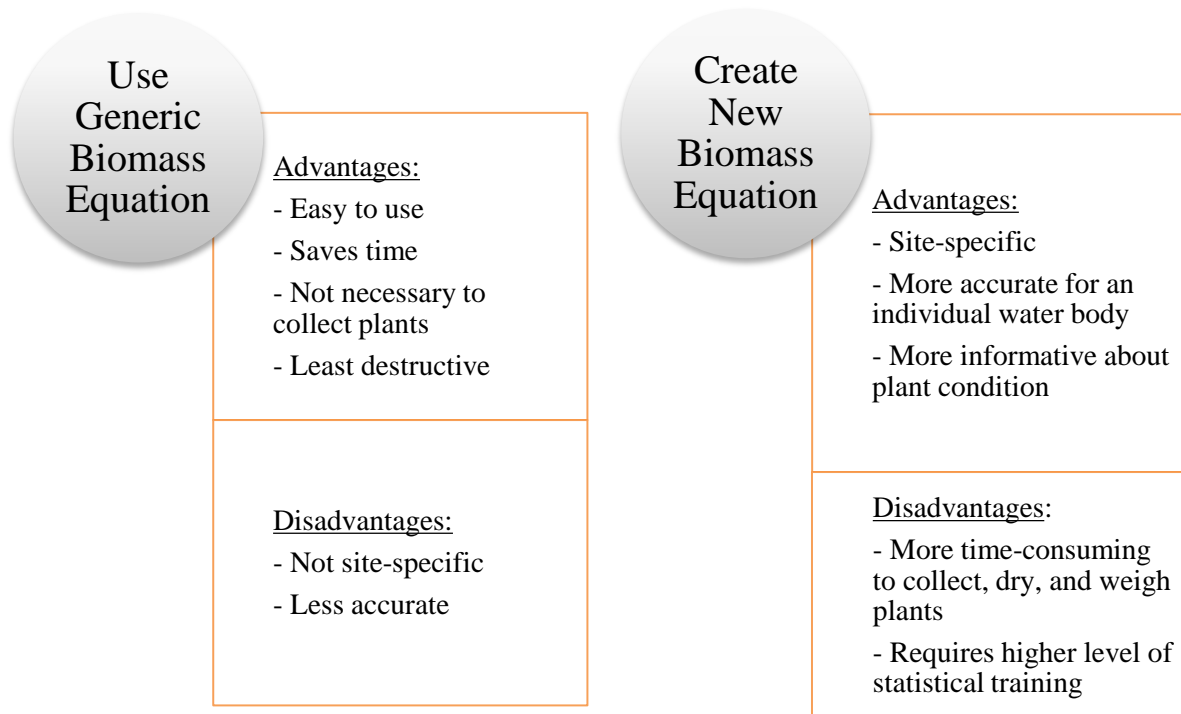 Use
Generic
Biomass
Equation
Advantages:
- Easy to use
- Saves time
- Not necessary to
collect plants
- Least destructive
Disadvantages:
- Not site-specific
- Less accurate
Create
New
Biomass
Equation
Advantages:
- Site-specific
- More accurate for an
individual water body
- More informative about
plant condition
Disadvantages:
- More time-consuming
to collect, dry, and weigh
plants
- Requires higher level of
statistical training